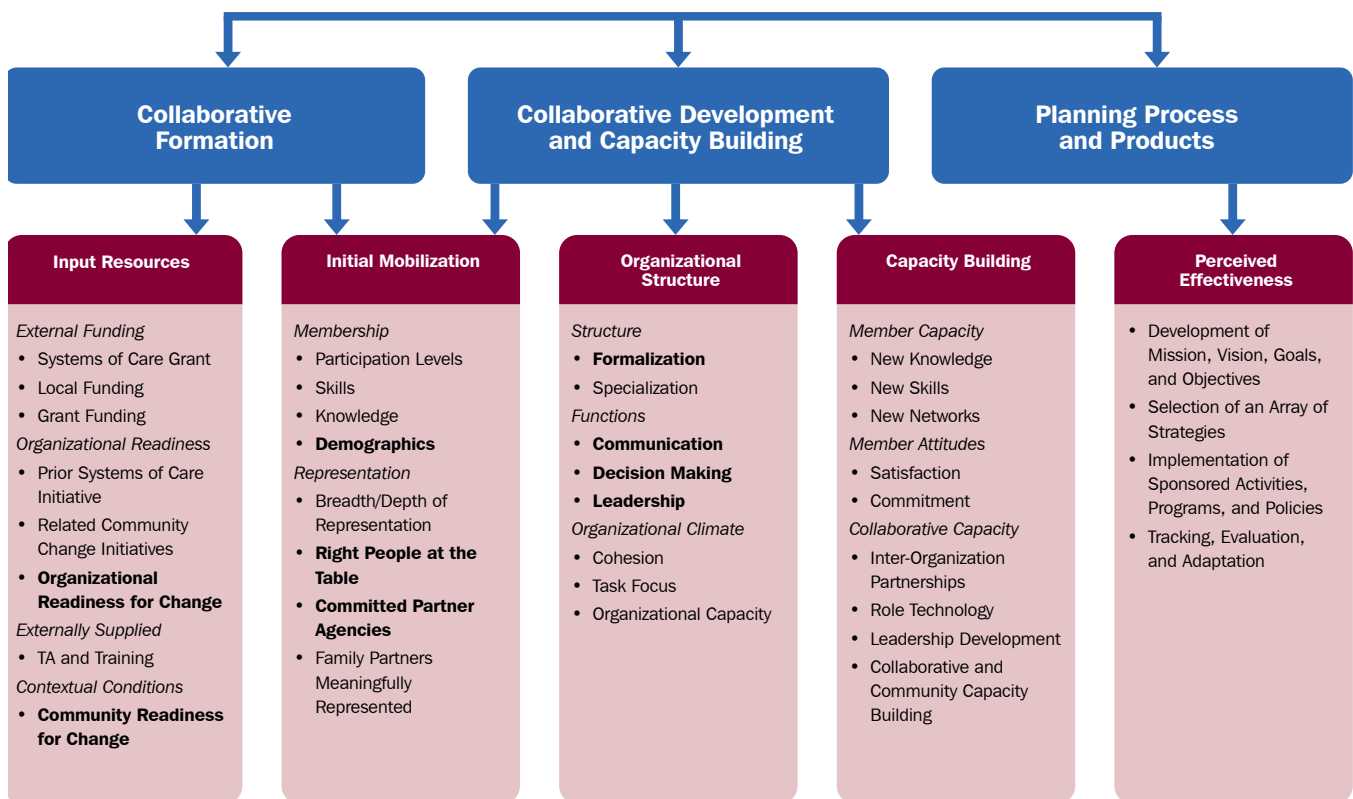 Collaborative
Formation
Collaborative Development
and Capacity Building
Planning Process
and Products
Input Resources
External Funding
• Systems of Care Grant
• Local Funding
• Grant Funding
Organizational Readiness
• Prior Systems of Care
Initiative
• Related Community
Change Initiatives
• Organizational
Readiness for Change
Externally Supplied
• TA and Training
Contextual Conditions
• Community Readiness
for Change
Initial Mobilization
Membership
• Participation Levels
• Skills
• Knowledge
• Demographics
Representation
• Breadth/Depth of
Representation
• Right People at the
Table
• Committed Partner
Agencies
• Family Partners
Meaningfully
Represented
Organizational
Structure
Structure
• Formalization
• Specialization
Functions
• Communication
• Decision Making
• Leadership
Organizational Climate
• Cohesion
• Task Focus
• Organizational Capacity
Capacity Building
Member Capacity
• New Knowledge
• New Skills
• New Networks
Member Attitudes
• Satisfaction
• Commitment
Collaborative Capacity
• Inter-Organization
Partnerships
• Role Technology
• Leadership Development
• Collaborative and
Community Capacity
Building
Perceived
Effectiveness
• Development of
Mission, Vision, Goals,
and Objectives
• Selection of an Array of
Strategies
• Implementation of
Sponsored Activities,
Programs, and Policies
• Tracking, Evaluation,
and Adaptation